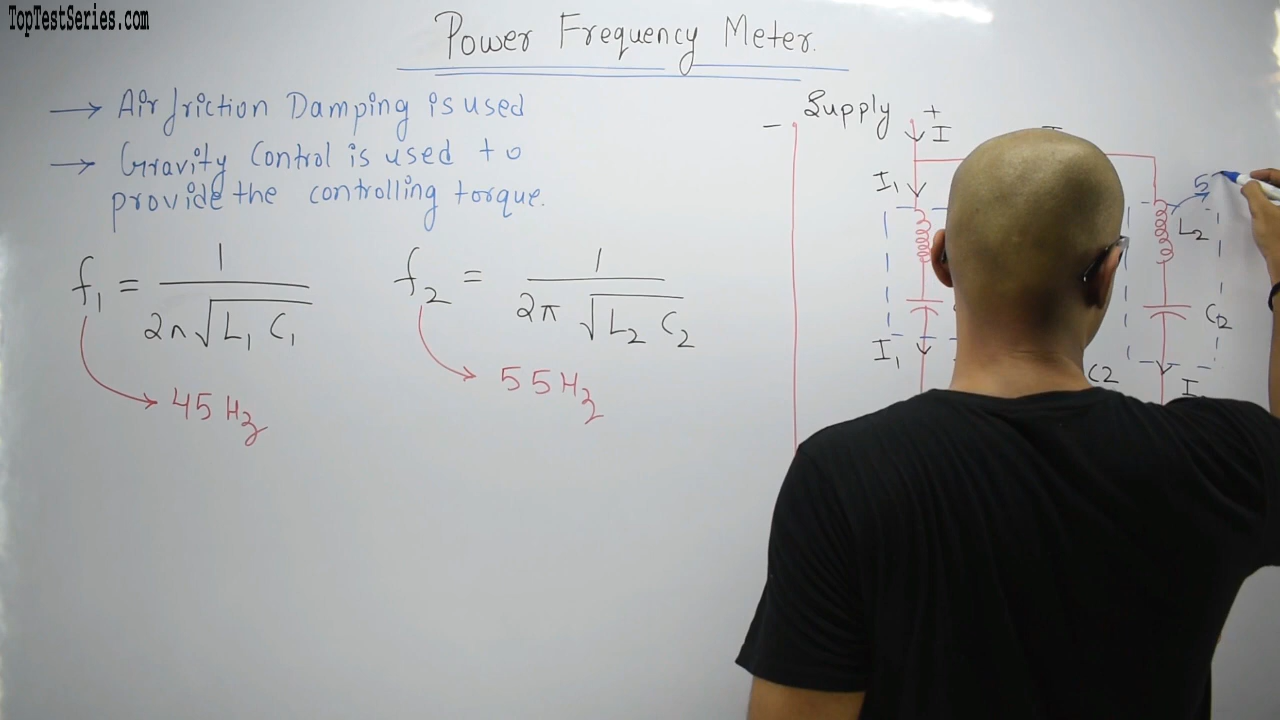 TopTestSeries.com
Power Frequency Meter.
→ Air friction Damping is used
→ Gravity Control is used to
provide the controlling torque.
f₁ = 1 / 2π√L₁ C₁
f₂ = 1 / 2π √L₂ C₂
45 Hz
55 Hz
Supply
+
−
I
I₁
5
L₂
C₂
I₁
C2
I